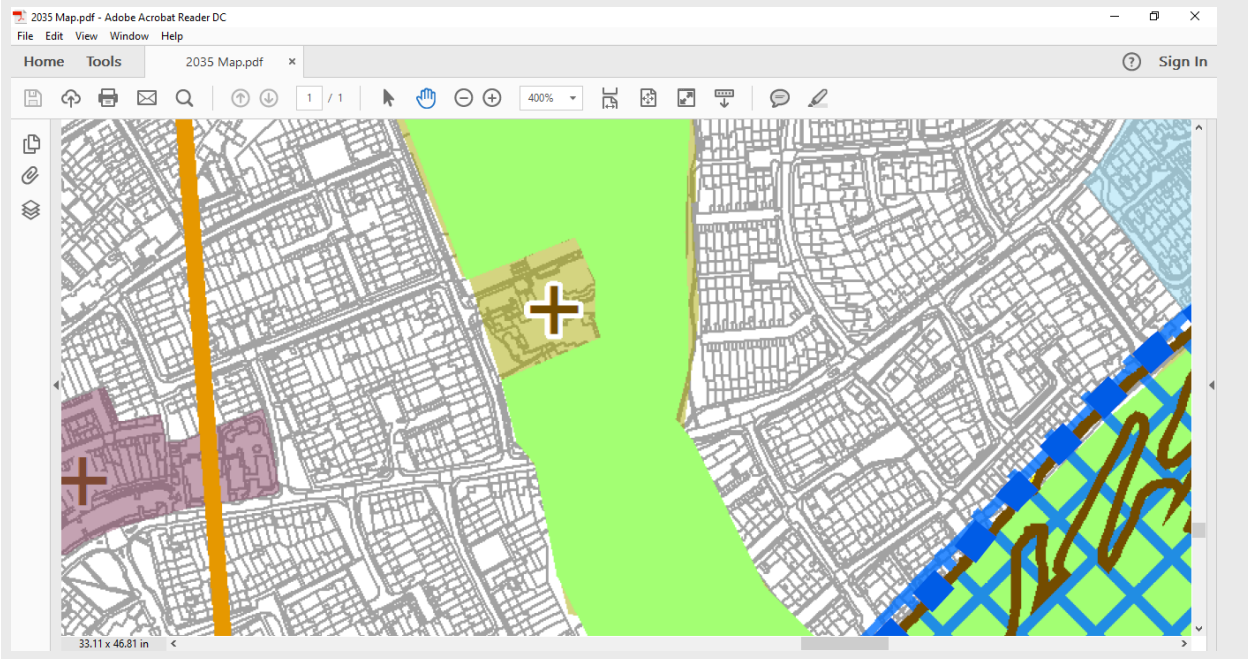 2035 Map.pdf - Adobe Acrobat Reader DC
File Edit View Window Help
Home Tools 2035 Map.pdf × ? Sign In
1 / 1 400%
33.11 x 46.81 in